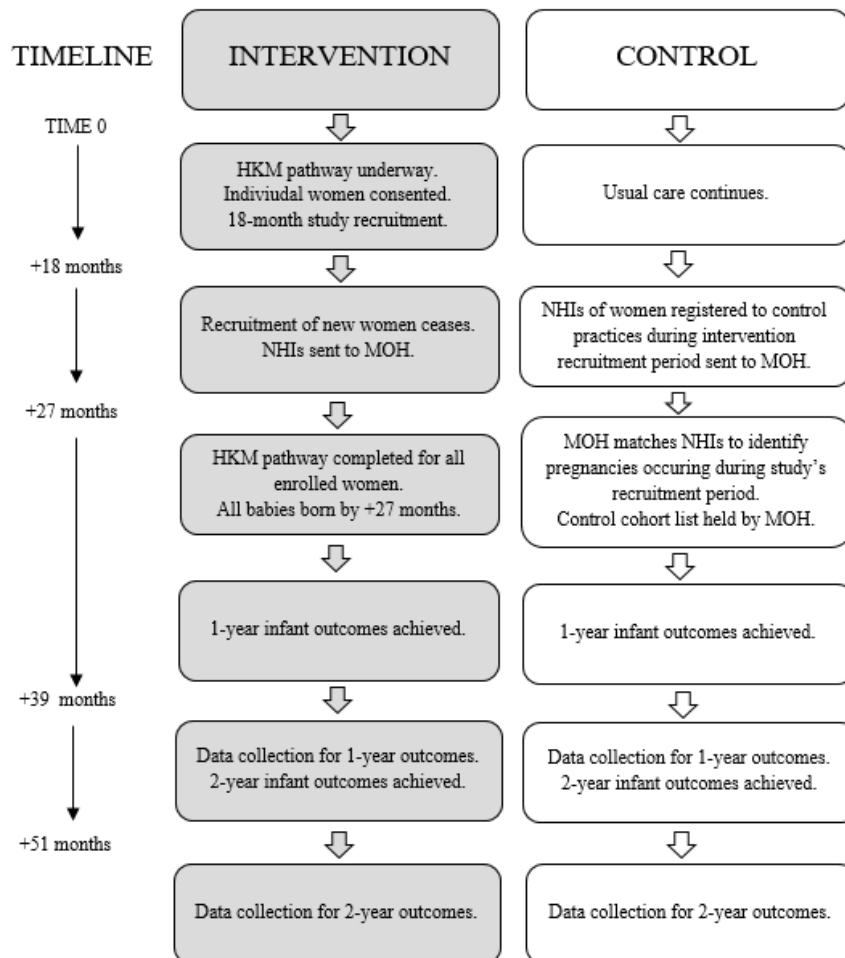 TIMELINE
INTERVENTION
CONTROL
TIME 0
HKM pathway underway.
Indiviudal women consented.
18-month study recruitment.
Usual care continues.
+18 months
Recruitment of new women ceases.
NHIs sent to MOH.
NHIs of women registered to control
practices during intervention
recruitment period sent to MOH.
+27 months
HKM pathway completed for all
enrolled women.
All babies born by +27 months.
MOH matches NHIs to identify
pregnancies occuring during study’s
recruitment period.
Control cohort list held by MOH.
1-year infant outcomes achieved.
1-year infant outcomes achieved.
+39 months
Data collection for 1-year outcomes.
2-year infant outcomes achieved.
Data collection for 1-year outcomes.
2-year infant outcomes achieved.
+51 months
Data collection for 2-year outcomes.
Data collection for 2-year outcomes.